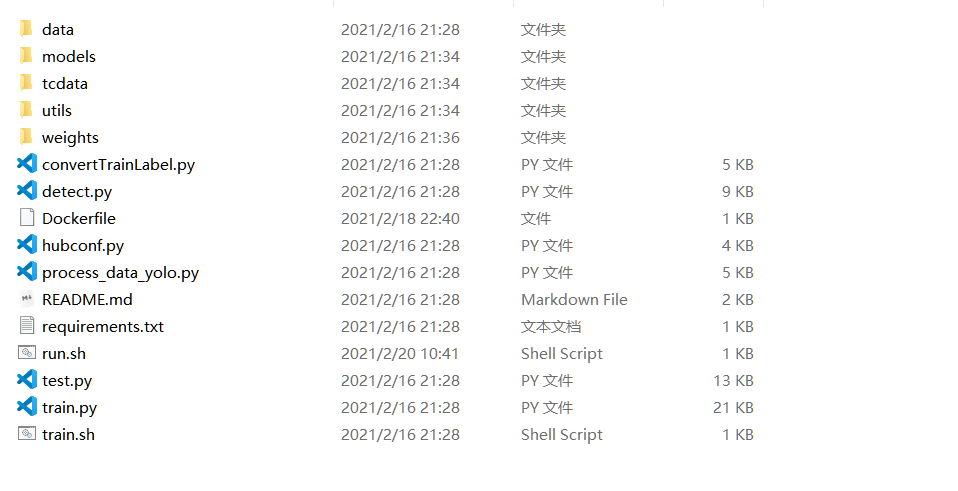 data 2021/2/16 21:28 文件夹
models 2021/2/16 21:34 文件夹
tcdata 2021/2/16 21:34 文件夹
utils 2021/2/16 21:34 文件夹
weights 2021/2/16 21:36 文件夹
convertTrainLabel.py 2021/2/16 21:28 PY 文件 5 KB
detect.py 2021/2/16 21:28 PY 文件 9 KB
Dockerfile 2021/2/18 22:40 文件 1 KB
hubconf.py 2021/2/16 21:28 PY 文件 4 KB
process_data_yolo.py 2021/2/16 21:28 PY 文件 5 KB
README.md 2021/2/16 21:28 Markdown File 2 KB
requirements.txt 2021/2/16 21:28 文本文档 1 KB
run.sh 2021/2/20 10:41 Shell Script 1 KB
test.py 2021/2/16 21:28 PY 文件 13 KB
train.py 2021/2/16 21:28 PY 文件 21 KB
train.sh 2021/2/16 21:28 Shell Script 1 KB